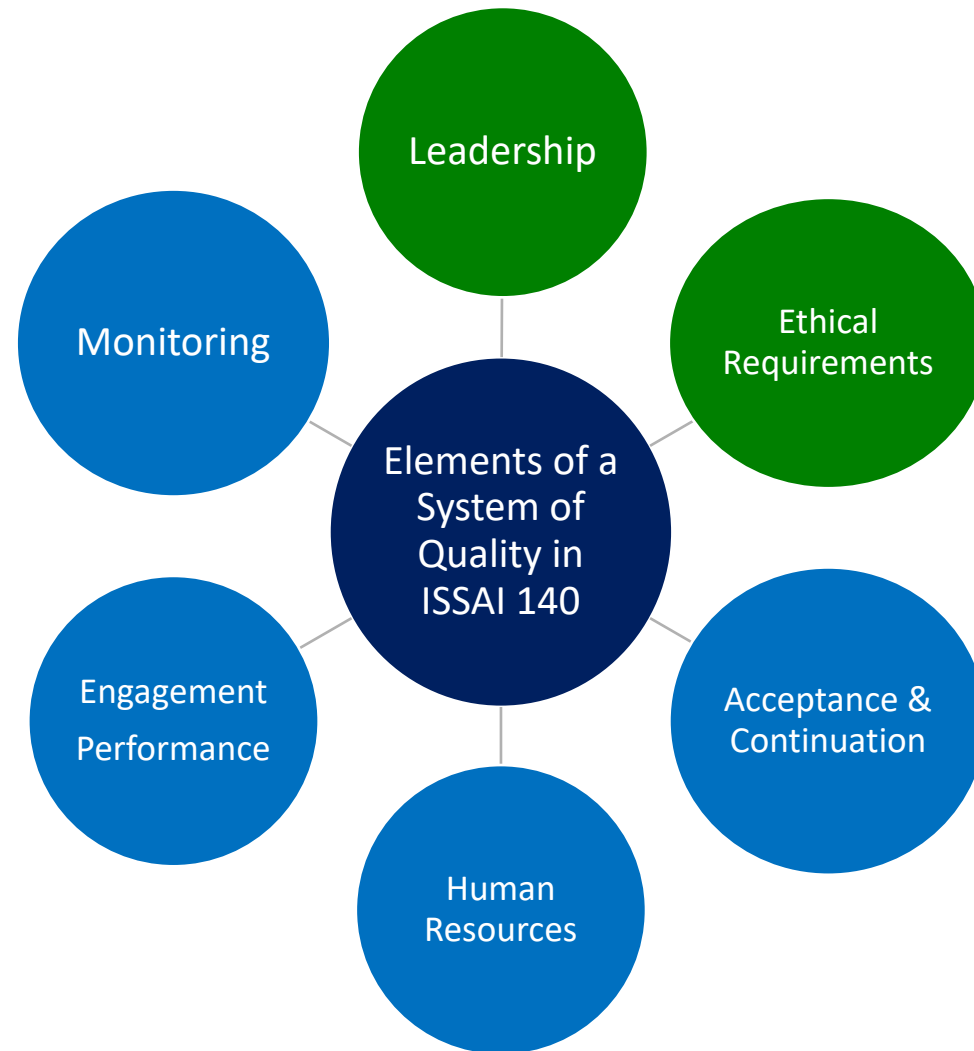 Leadership
Ethical
Requirements
Acceptance &
Continuation
Human
Resources
Engagement
Performance
Monitoring
Elements of a
System of
Quality in
ISSAI 140